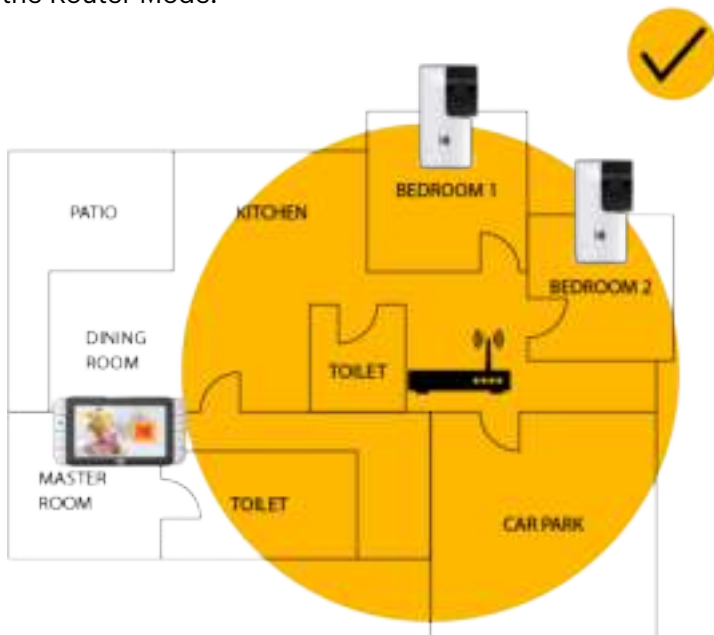 the Router Mode.
BEDROOM 1
PATIO
KITCHEN
BEDROOM 2
DINING
ROOM
TOILET
MASTER
ROOM
TOILET
CAR PARK